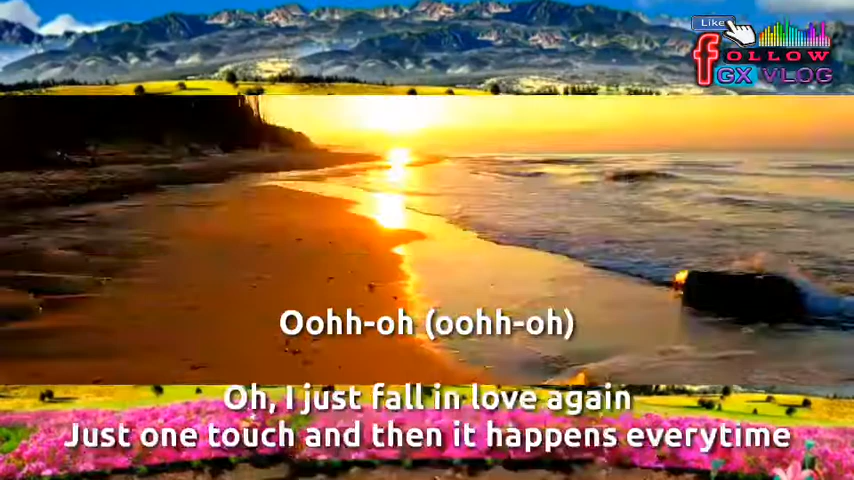 Like
FOLLOW
GX VLOG
Oohh-oh (oohh-oh)
Oh, I just fall in love again
Just one touch and then it happens everytime